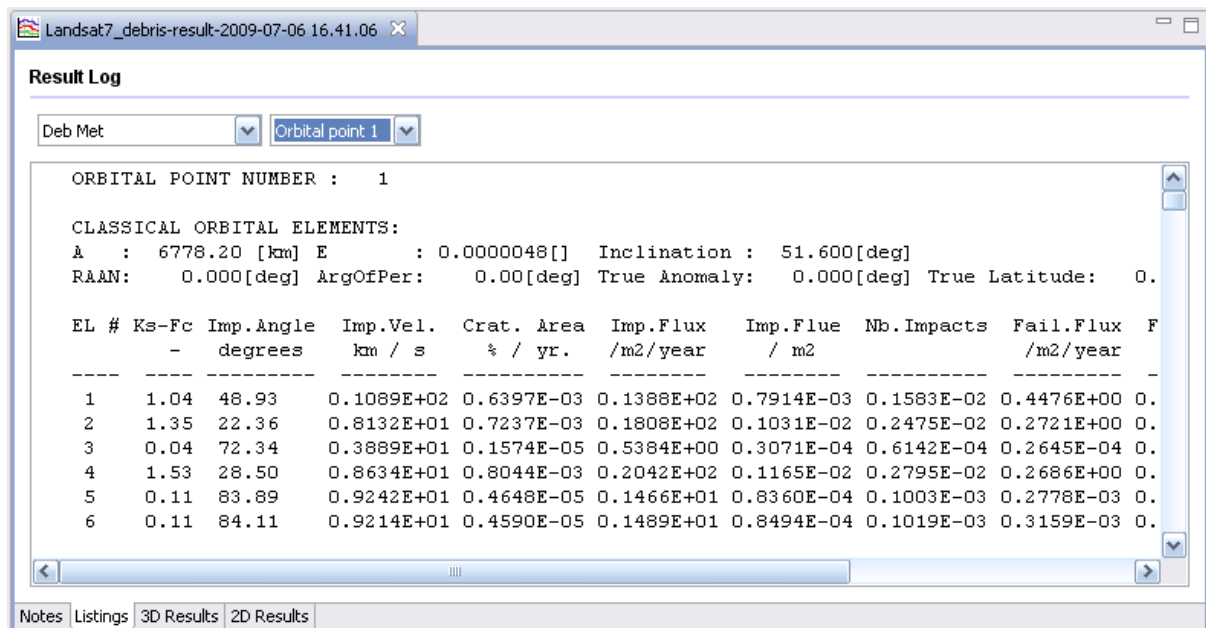 Landsat7_debris-result-2009-07-06 16.41.06
Result Log
Deb Met Orbital point 1
ORBITAL POINT NUMBER : 1
CLASSICAL ORBITAL ELEMENTS:
A : 6778.20 [km] E : 0.0000048[] Inclination : 51.600[deg]
RAAN: 0.000[deg] ArgOfPer: 0.00[deg] True Anomaly: 0.000[deg] True Latitude: 0.
EL # Ks-Fc Imp.Angle Imp.Vel. Crat. Area Imp.Flux Imp.Flue Nb.Impacts Fail.Flux F
- degrees km / s % / yr. /m2/year / m2 /m2/year
---- ---- --------- -------- ---------- -------- -------- ---------- --------- -
1 1.04 48.93 0.1089E+02 0.6397E-03 0.1388E+02 0.7914E-03 0.1583E-02 0.4476E+00 0.
2 1.35 22.36 0.8132E+01 0.7237E-03 0.1808E+02 0.1031E-02 0.2475E-02 0.2721E+00 0.
3 0.04 72.34 0.3889E+01 0.1574E-05 0.5384E+00 0.3071E-04 0.6142E-04 0.2645E-04 0.
4 1.53 28.50 0.8634E+01 0.8044E-03 0.2042E+02 0.1165E-02 0.2795E-02 0.2686E+00 0.
5 0.11 83.89 0.9242E+01 0.4648E-05 0.1466E+01 0.8360E-04 0.1003E-03 0.2778E-03 0.
6 0.11 84.11 0.9214E+01 0.4590E-05 0.1489E+01 0.8494E-04 0.1019E-03 0.3159E-03 0.
Notes Listings 3D Results 2D Results